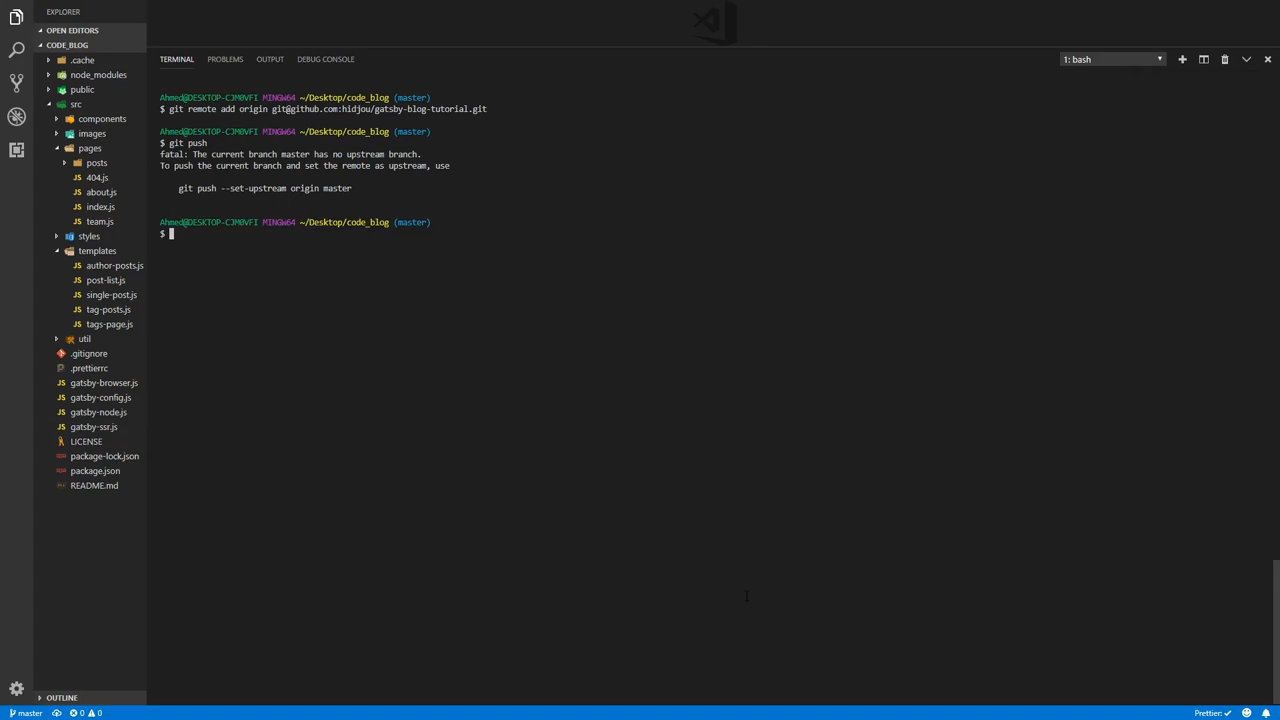 EXPLORER
OPEN EDITORS
CODE_BLOG
.cache
node_modules
public
src
components
images
pages
posts
404.js
about.js
index.js
team.js
styles
templates
author-posts.js
post-list.js
single-post.js
tag-posts.js
tags-page.js
util
.gitignore
.prettierrc
gatsby-browser.js
gatsby-config.js
gatsby-node.js
gatsby-ssr.js
LICENSE
package-lock.json
package.json
README.md
OUTLINE
TERMINAL PROBLEMS OUTPUT DEBUG CONSOLE 1: bash
Ahmed@DESKTOP-CJM0VFI MINGW64 ~/Desktop/code_blog (master)
$ git remote add origin git@github.com:hidjou/gatsby-blog-tutorial.git
Ahmed@DESKTOP-CJM0VFI MINGW64 ~/Desktop/code_blog (master)
$ git push
fatal: The current branch master has no upstream branch.
To push the current branch and set the remote as upstream, use
git push --set-upstream origin master
Ahmed@DESKTOP-CJM0VFI MINGW64 ~/Desktop/code_blog (master)
$
master 0 0 Prettier: ✓